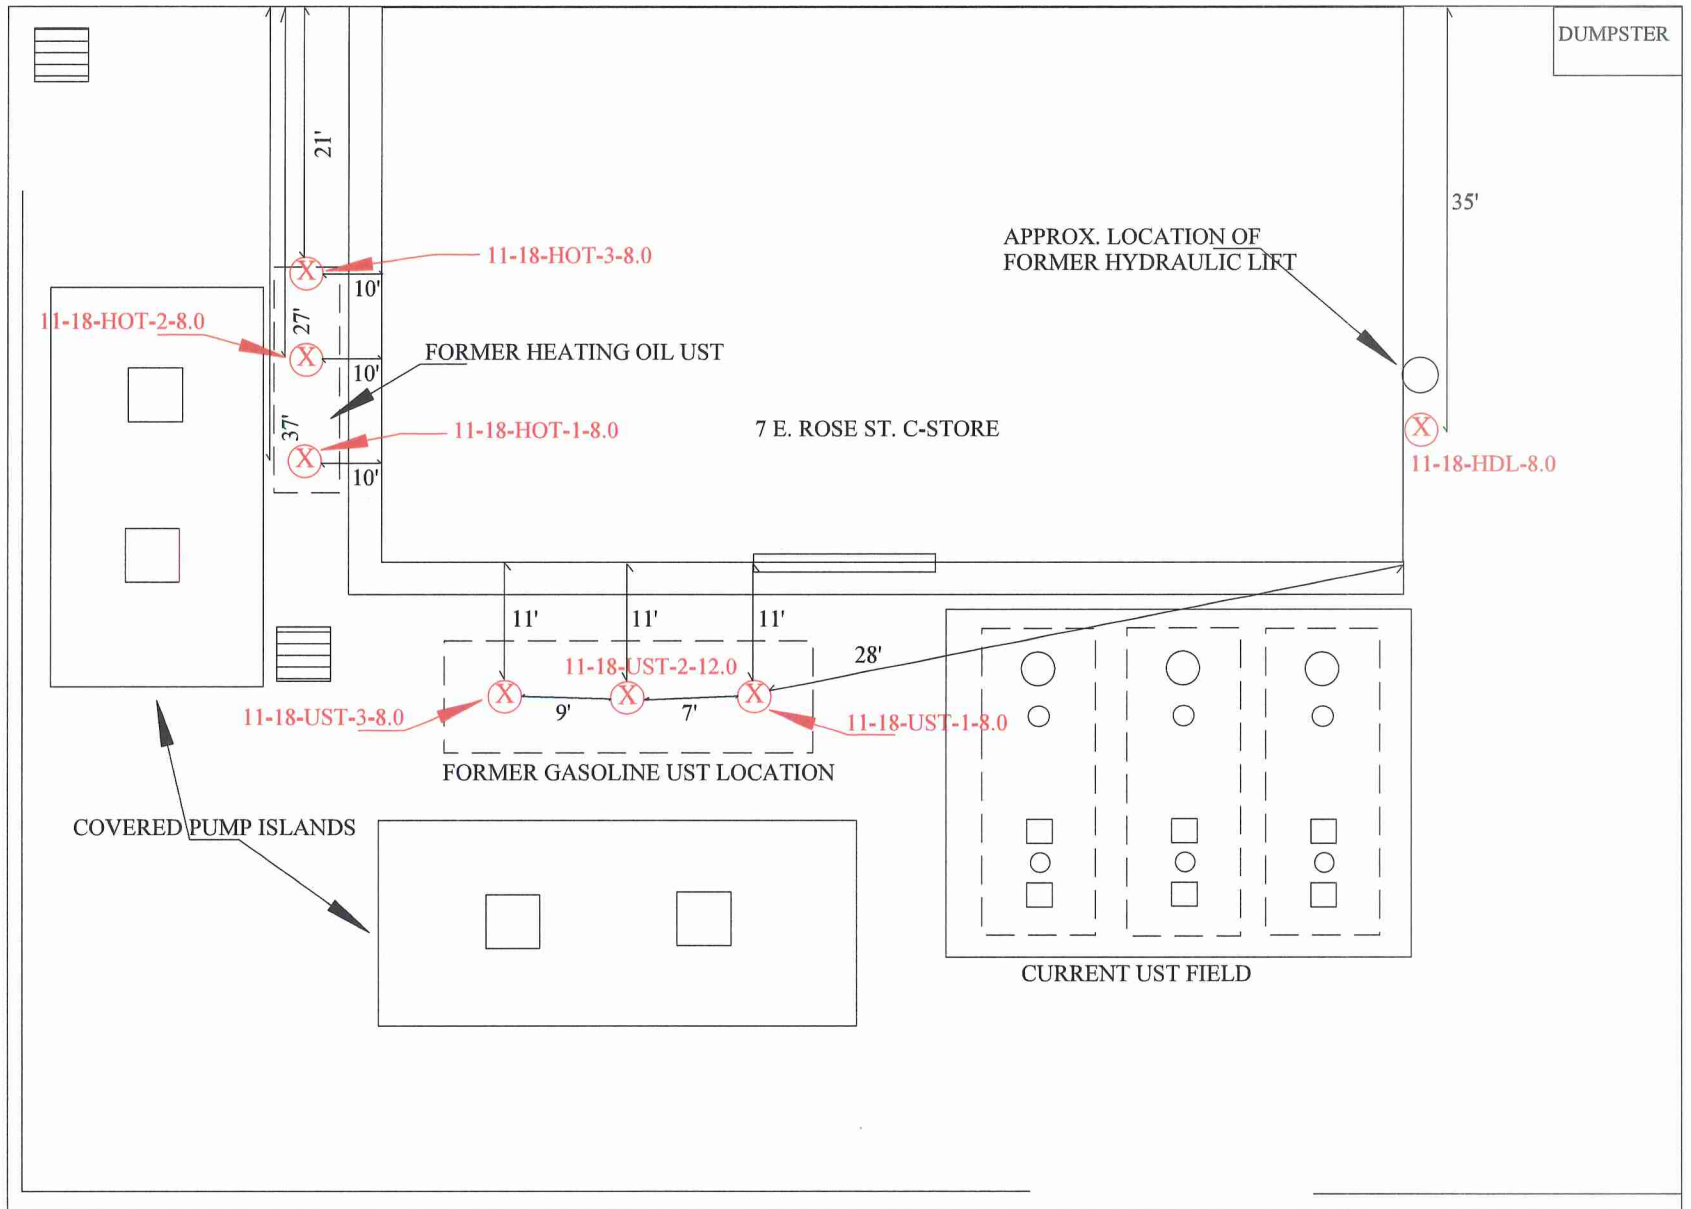 DUMPSTER
21'
35'
APPROX. LOCATION OF
FORMER HYDRAULIC LIFT
11-18-HOT-3-8.0
10'
11-18-HOT-2-8.0
27'
FORMER HEATING OIL UST
10'
37'
11-18-HOT-1-8.0
7 E. ROSE ST. C-STORE
X
X
X
X
11-18-HDL-8.0
10'
11'
11'
11'
28'
11-18-UST-2-12.0
X
X
X
9'
7'
11-18-UST-3-8.0
11-18-UST-1-8.0
FORMER GASOLINE UST LOCATION
COVERED PUMP ISLANDS
CURRENT UST FIELD